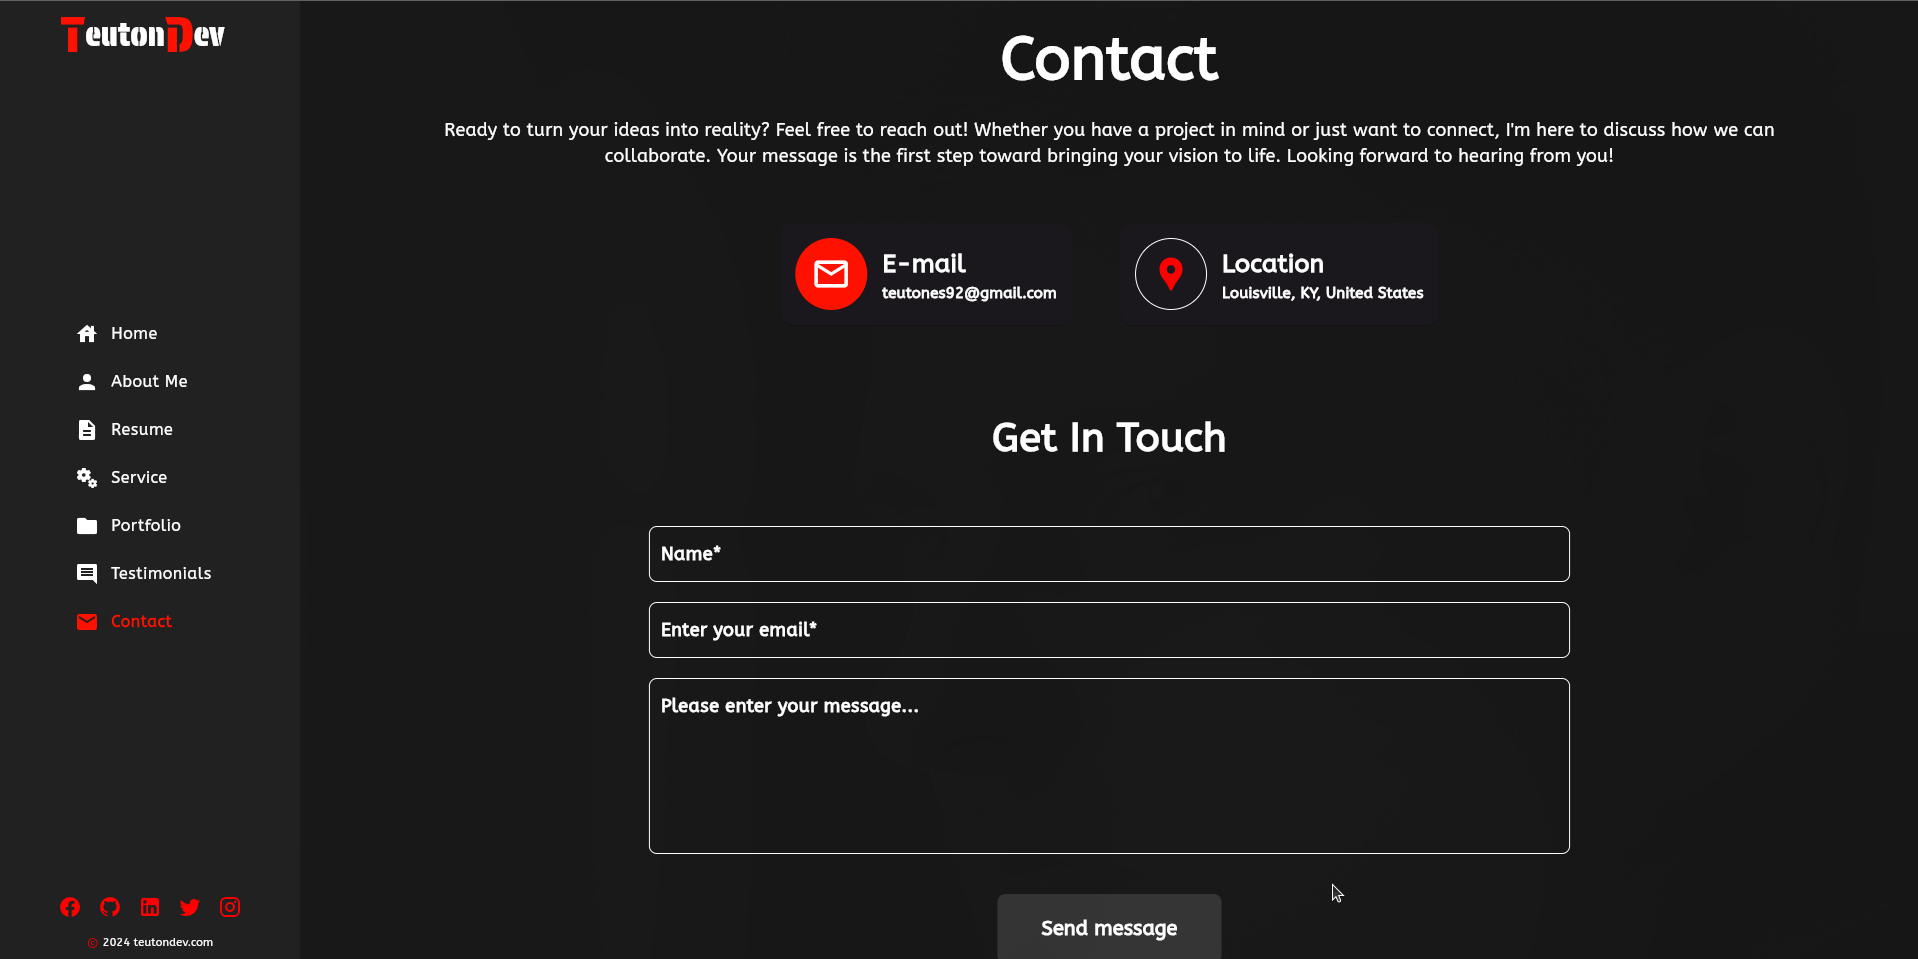 TeutonDev
Home
About Me
Resume
Service
Portfolio
Testimonials
Contact
© 2024 teutondev.com
Contact
Ready to turn your ideas into reality? Feel free to reach out! Whether you have a project in mind or just want to connect, I'm here to discuss how we can
collaborate. Your message is the first step toward bringing your vision to life. Looking forward to hearing from you!
E-mail
teutones92@gmail.com
Location
Louisville, KY, United States
Get In Touch
Name*
Enter your email*
Please enter your message...
Send message